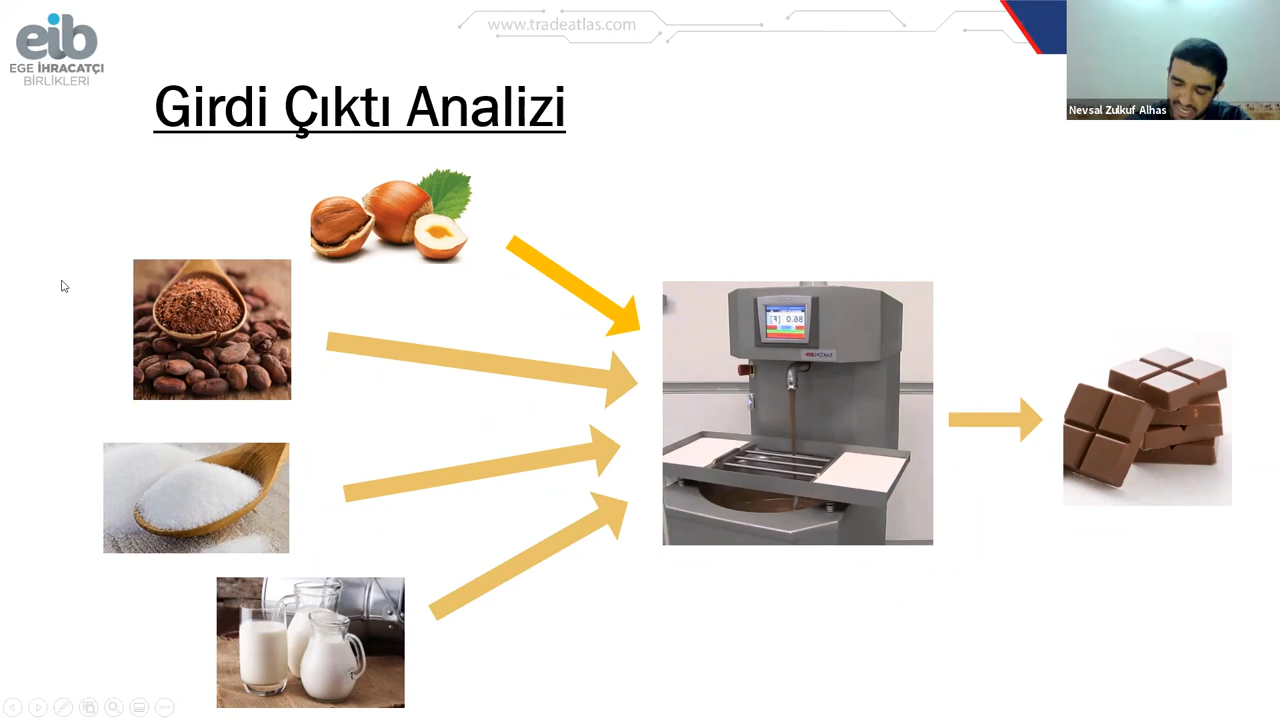 eib
EGE İHRACATÇI
BİRLİKLERİ
www.tradeatlas.com
Nevsal Zulkuf Alhas
Girdi Çıktı Analizi